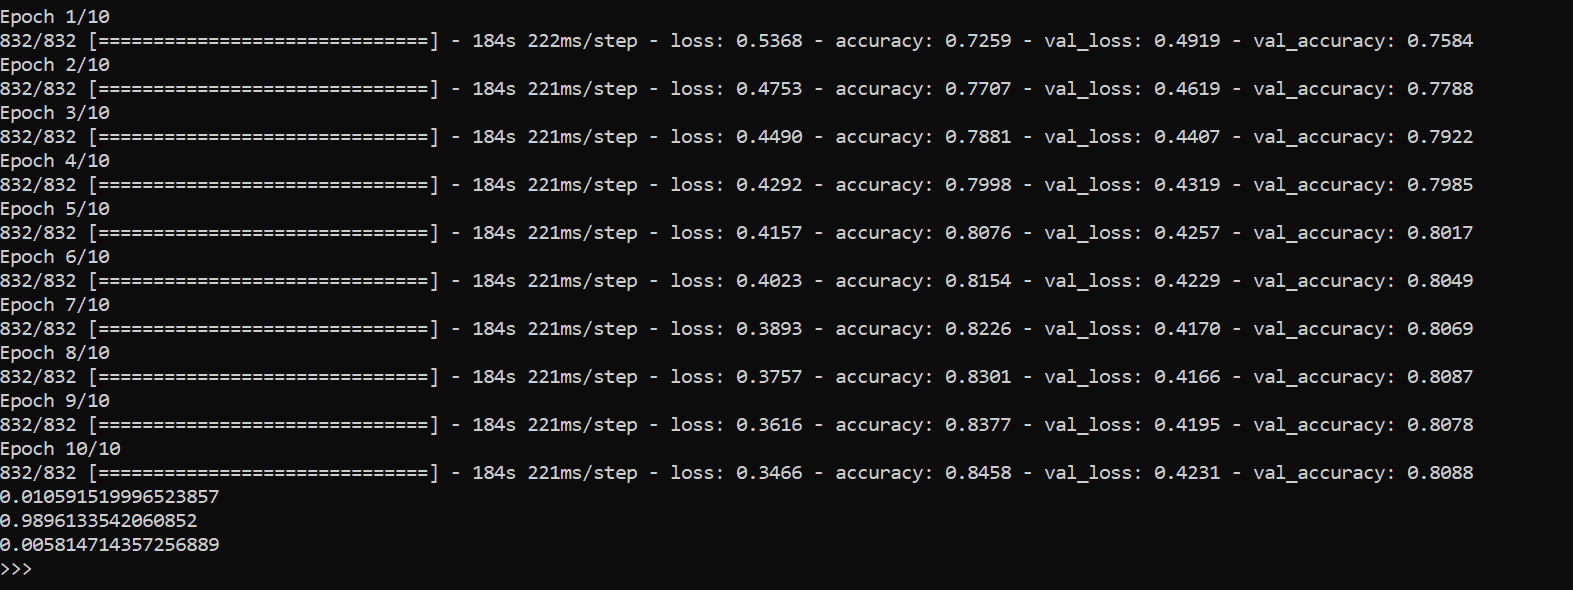 Epoch 1/10
832/832 [==============================] - 184s 222ms/step - loss: 0.5368 - accuracy: 0.7259 - val_loss: 0.4919 - val_accuracy: 0.7584
Epoch 2/10
832/832 [==============================] - 184s 221ms/step - loss: 0.4753 - accuracy: 0.7707 - val_loss: 0.4619 - val_accuracy: 0.7788
Epoch 3/10
832/832 [==============================] - 184s 221ms/step - loss: 0.4490 - accuracy: 0.7881 - val_loss: 0.4407 - val_accuracy: 0.7922
Epoch 4/10
832/832 [==============================] - 184s 221ms/step - loss: 0.4292 - accuracy: 0.7998 - val_loss: 0.4319 - val_accuracy: 0.7985
Epoch 5/10
832/832 [==============================] - 184s 221ms/step - loss: 0.4157 - accuracy: 0.8076 - val_loss: 0.4257 - val_accuracy: 0.8017
Epoch 6/10
832/832 [==============================] - 184s 221ms/step - loss: 0.4023 - accuracy: 0.8154 - val_loss: 0.4229 - val_accuracy: 0.8049
Epoch 7/10
832/832 [==============================] - 184s 221ms/step - loss: 0.3893 - accuracy: 0.8226 - val_loss: 0.4170 - val_accuracy: 0.8069
Epoch 8/10
832/832 [==============================] - 184s 221ms/step - loss: 0.3757 - accuracy: 0.8301 - val_loss: 0.4166 - val_accuracy: 0.8087
Epoch 9/10
832/832 [==============================] - 184s 221ms/step - loss: 0.3616 - accuracy: 0.8377 - val_loss: 0.4195 - val_accuracy: 0.8078
Epoch 10/10
832/832 [==============================] - 184s 221ms/step - loss: 0.3466 - accuracy: 0.8458 - val_loss: 0.4231 - val_accuracy: 0.8088
0.010591519996523857
0.9896133542060852
0.005814714357256889
>>>